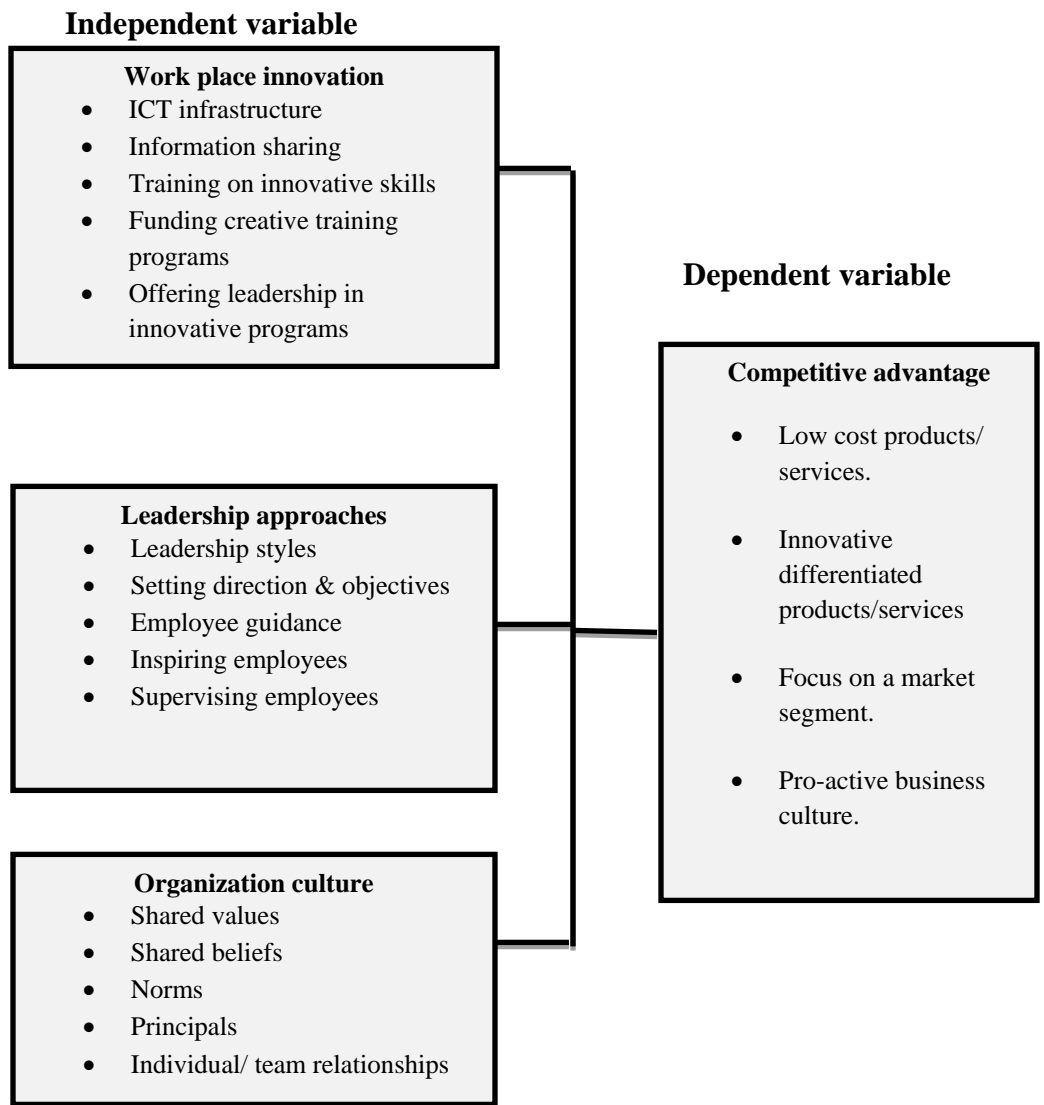 Independent variable
Work place innovation
• ICT infrastructure
• Information sharing
• Training on innovative skills
• Funding creative training
programs
• Offering leadership in
innovative programs
Dependent variable
Competitive advantage
• Low cost products/
services.
• Innovative
differentiated
products/services
• Focus on a market
segment.
• Pro-active business
culture.
Leadership approaches
• Leadership styles
• Setting direction & objectives
• Employee guidance
• Inspiring employees
• Supervising employees
Organization culture
• Shared values
• Shared beliefs
• Norms
• Principals
• Individual/ team relationships